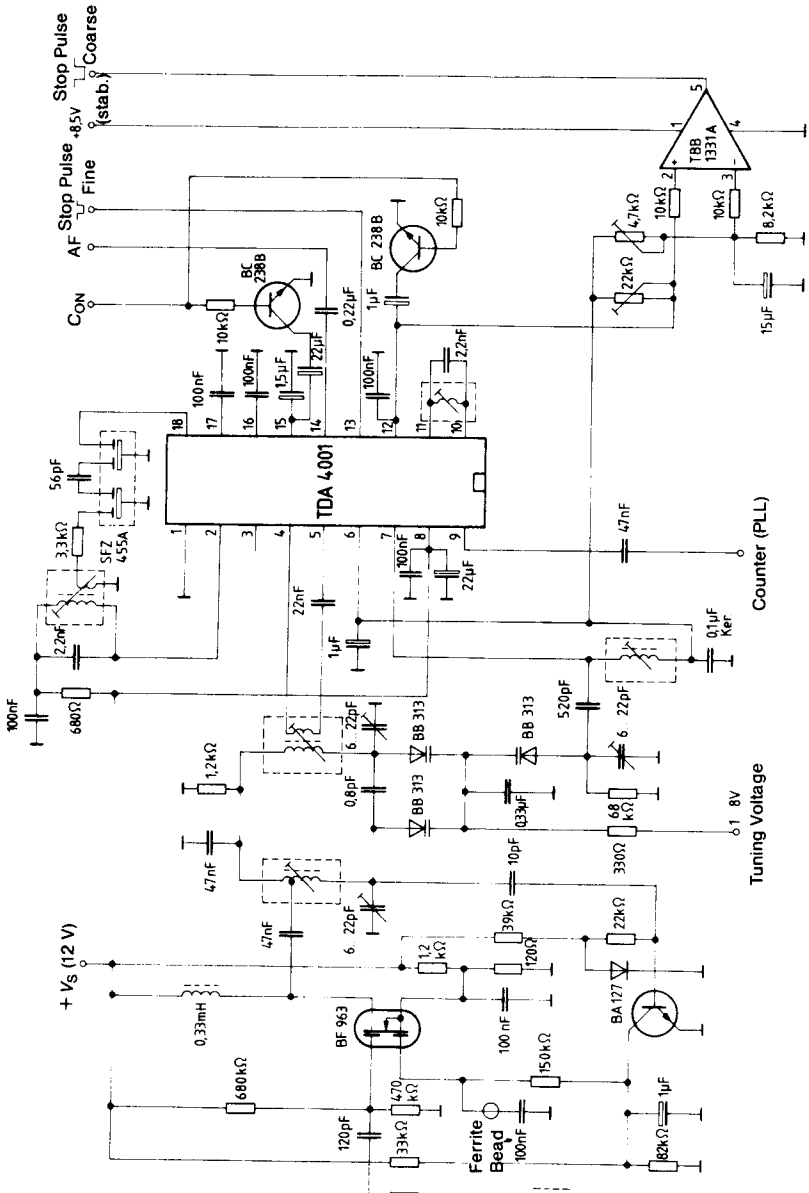 Stop Pulse
Coarse
+8,5V
(stab.)
Stop Pulse
Fine
AF
CON
5
1
TBB
1331A
4
+
2
-
3
10kΩ
10kΩ
4,7kΩ
22kΩ
8,2kΩ
15µF
10kΩ
BC 238B
1µF
BC
238B
10kΩ
0,22µF
22µF
1,5µF
100nF
100nF
100nF
2,2nF
18
17
16
15
14
13
12
11
10
TDA 4001
1
2
3
4
5
6
7
8
9
56pF
3,3kΩ
SFZ
455A
2,2nF
100nF
680Ω
22nF
1µF
100nF
22µF
47nF
Counter (PLL)
0,1µF
Ker.
520pF
6...22pF
68
kΩ
330Ω
1 8V
Tuning Voltage
1,2kΩ
6...22pF
0,8pF
BB 313
BB 313
BB 313
0,33µF
47nF
47nF
6...22pF
10pF
39kΩ
22kΩ
1,2
kΩ
120Ω
BA 127
100nF
+ VS (12 V)
0,33mH
BF 963
680kΩ
470
kΩ
120pF
33kΩ
Ferrite
Bead
100nF
150kΩ
82kΩ
1µF